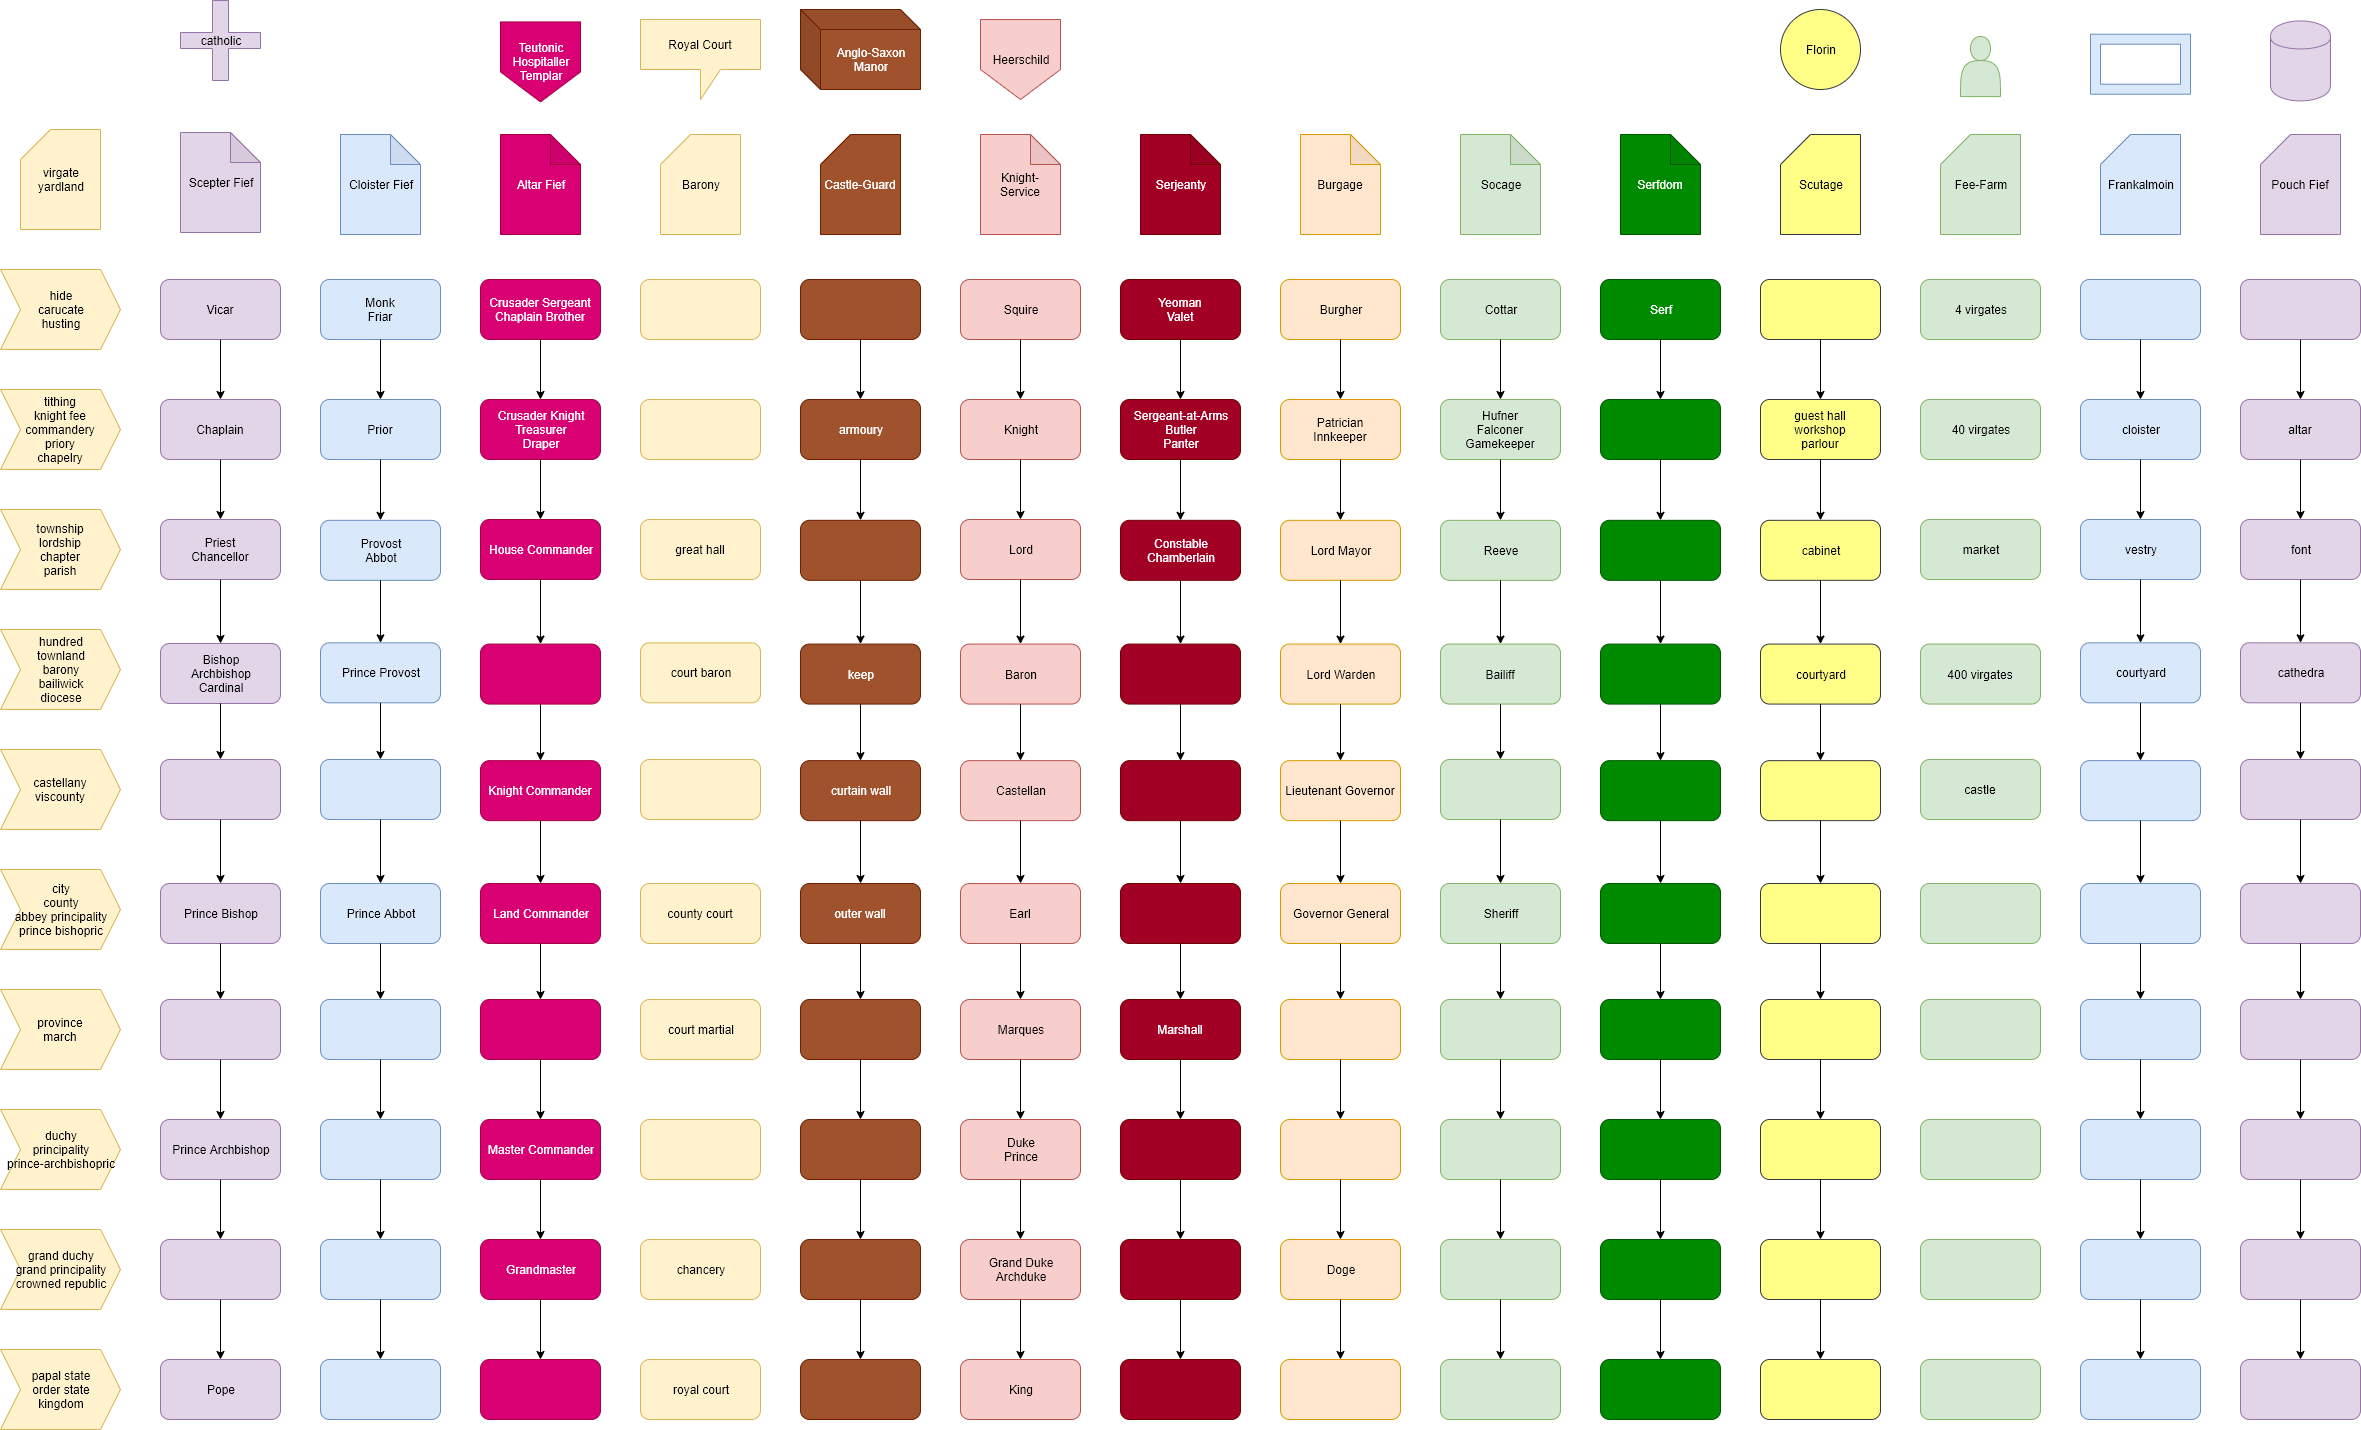 catholic
Teutonic
Hospitaller
Templar
Royal Court
Anglo-Saxon
Manor
Heerschild
Florin
virgate
yardland
Scepter Fief
Cloister Fief
Altar Fief
Barony
Castle-Guard
Knight-
Service
Serjeanty
Burgage
Socage
Serfdom
Scutage
Fee-Farm
Frankalmoin
Pouch Fief
hide
carucate
husting
Vicar
Monk
Friar
Crusader Sergeant
Chaplain Brother
Squire
Yeoman
Valet
Burgher
Cottar
Serf
4 virgates
tithing
knight fee
commandery
priory
chapelry
Chaplain
Prior
Crusader Knight
Treasurer
Draper
armoury
Knight
Sergeant-at-Arms
Butler
Panter
Patrician
Innkeeper
Hufner
Falconer
Gamekeeper
guest hall
workshop
parlour
40 virgates
cloister
altar
township
lordship
chapter
parish
Priest
Chancellor
Provost
Abbot
House Commander
great hall
Lord
Constable
Chamberlain
Lord Mayor
Reeve
cabinet
market
vestry
font
hundred
townland
barony
bailiwick
diocese
Bishop
Archbishop
Cardinal
Prince Provost
court baron
keep
Baron
Lord Warden
Bailiff
courtyard
400 virgates
courtyard
cathedra
castellany
viscounty
Knight Commander
curtain wall
Castellan
Lieutenant Governor
castle
city
county
abbey principality
prince bishopric
Prince Bishop
Prince Abbot
Land Commander
county court
outer wall
Earl
Governor General
Sheriff
province
march
court martial
Marques
Marshall
duchy
principality
prince-archbishopric
Prince Archbishop
Master Commander
Duke
Prince
grand duchy
grand principality
crowned republic
Grandmaster
chancery
Grand Duke
Archduke
Doge
papal state
order state
kingdom
Pope
royal court
King